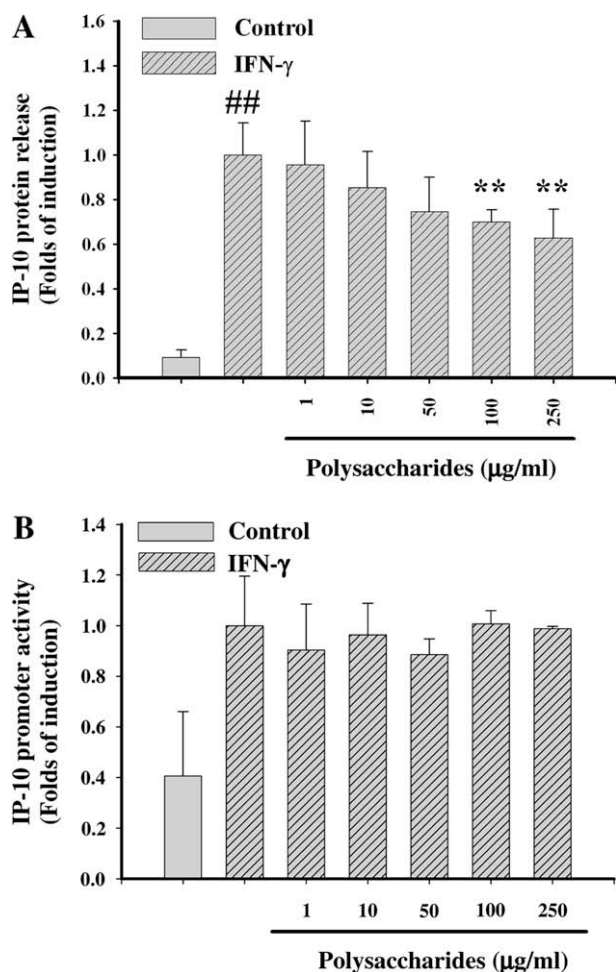 A
Control
IFN-γ
IP-10 protein release
(Folds of induction)
1.6
1.4
1.2
1.0
0.8
0.6
0.4
0.2
0.0
##
** **
1 10 50 100 250
Polysaccharides (μg/ml)
B
Control
IFN-γ
IP-10 promoter activity
(Folds of induction)
1.4
1.2
1.0
0.8
0.6
0.4
0.2
0.0
1 10 50 100 250
Polysaccharides (μg/ml)